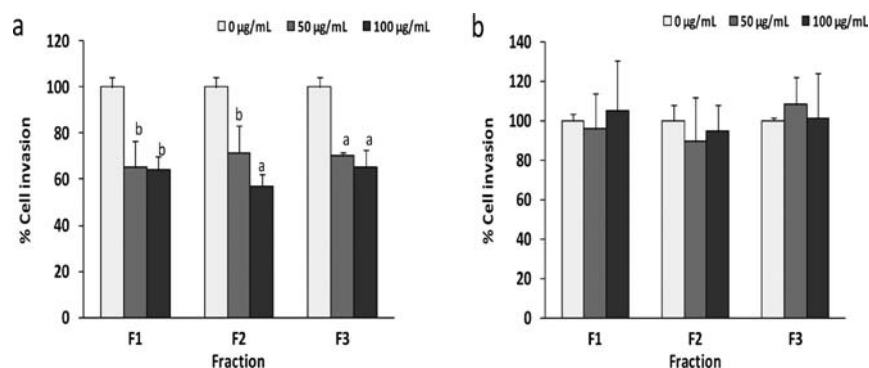 a
0 µg/mL 50 µg/mL 100 µg/mL
120
100
80
60
40
20
0
% Cell invasion
b
b
b
a
a
a
F1 F2 F3
Fraction
b
0 µg/mL 50 µg/mL 100 µg/mL
140
120
100
80
60
40
20
0
% Cell invasion
F1 F2 F3
Fraction